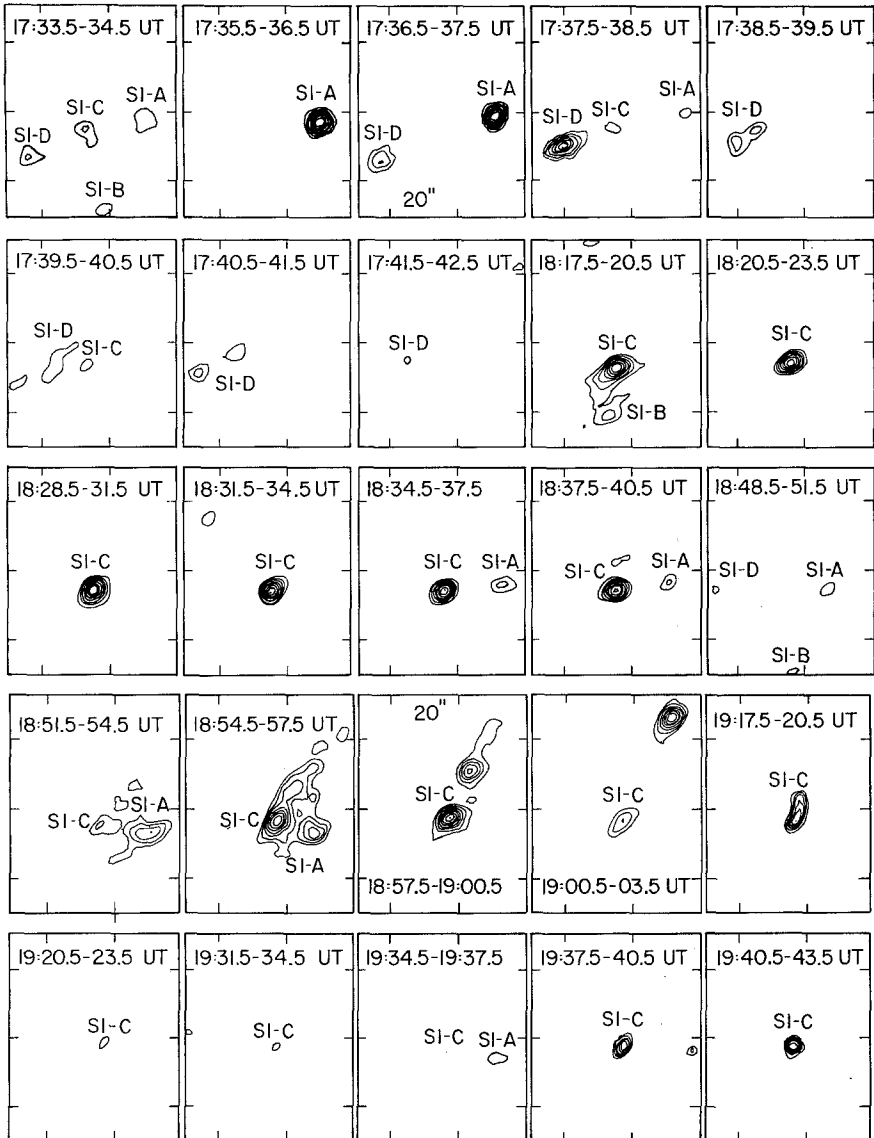 17:33.5-34.5 UT
SI-C
SI-A
SI-D
SI-B
17:35.5-36.5 UT
SI-A
17:36.5-37.5 UT
SI-A
SI-D
20"
17:37.5-38.5 UT
SI-A
SI-D
SI-C
17:38.5-39.5 UT
SI-D
17:39.5-40.5 UT
SI-D
SI-C
17:40.5-41.5 UT
SI-D
17:41.5-42.5 UT
SI-D
18:17.5-20.5 UT
SI-C
SI-B
18:20.5-23.5 UT
SI-C
18:28.5-31.5 UT
SI-C
18:31.5-34.5 UT
SI-C
18:34.5-37.5
SI-C
SI-A
18:37.5-40.5 UT
SI-C
SI-A
18:48.5-51.5 UT
SI-D
SI-A
SI-B
18:51.5-54.5 UT
SI-A
SI-C
18:54.5-57.5 UT
SI-C
SI-A
20"
SI-C
18:57.5-19:00.5
SI-C
19:00.5-03.5 UT
19:17.5-20.5 UT
SI-C
19:20.5-23.5 UT
SI-C
19:31.5-34.5 UT
SI-C
19:34.5-19:37.5
SI-C
SI-A
19:37.5-40.5 UT
SI-C
19:40.5-43.5 UT
SI-C